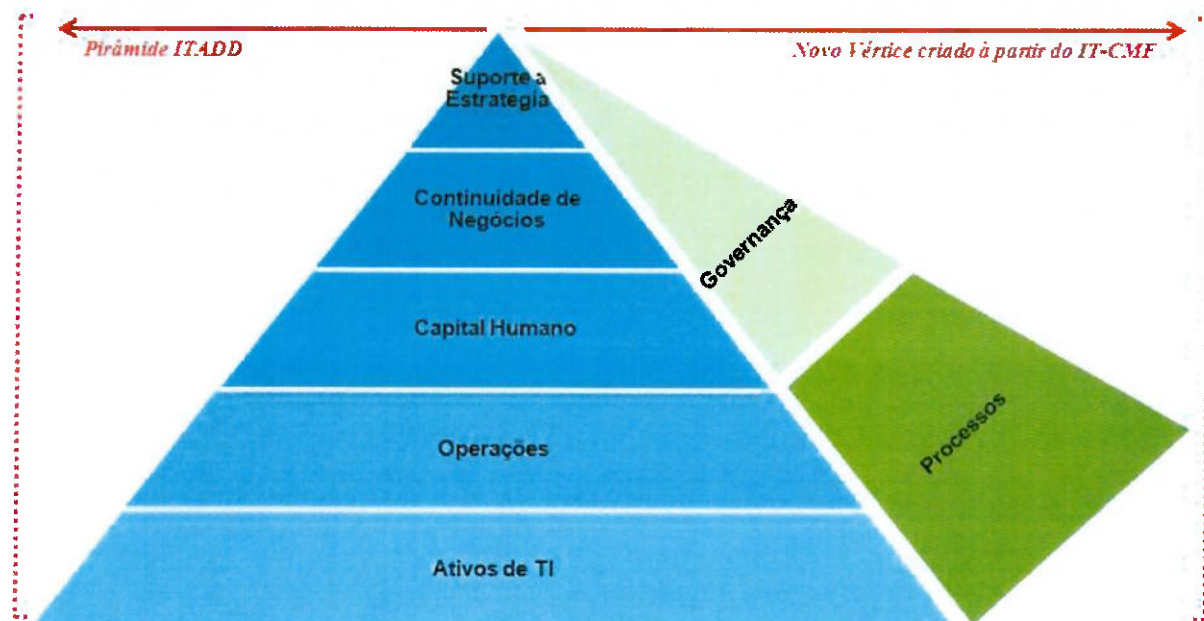 Pirâmide ITADD
Novo Vértice criado à partir do IT-CMF
Suporte a
Estratégia
Continuidade de
Negócios
Governança
Capital Humano
Processos
Operações
Ativos de TI